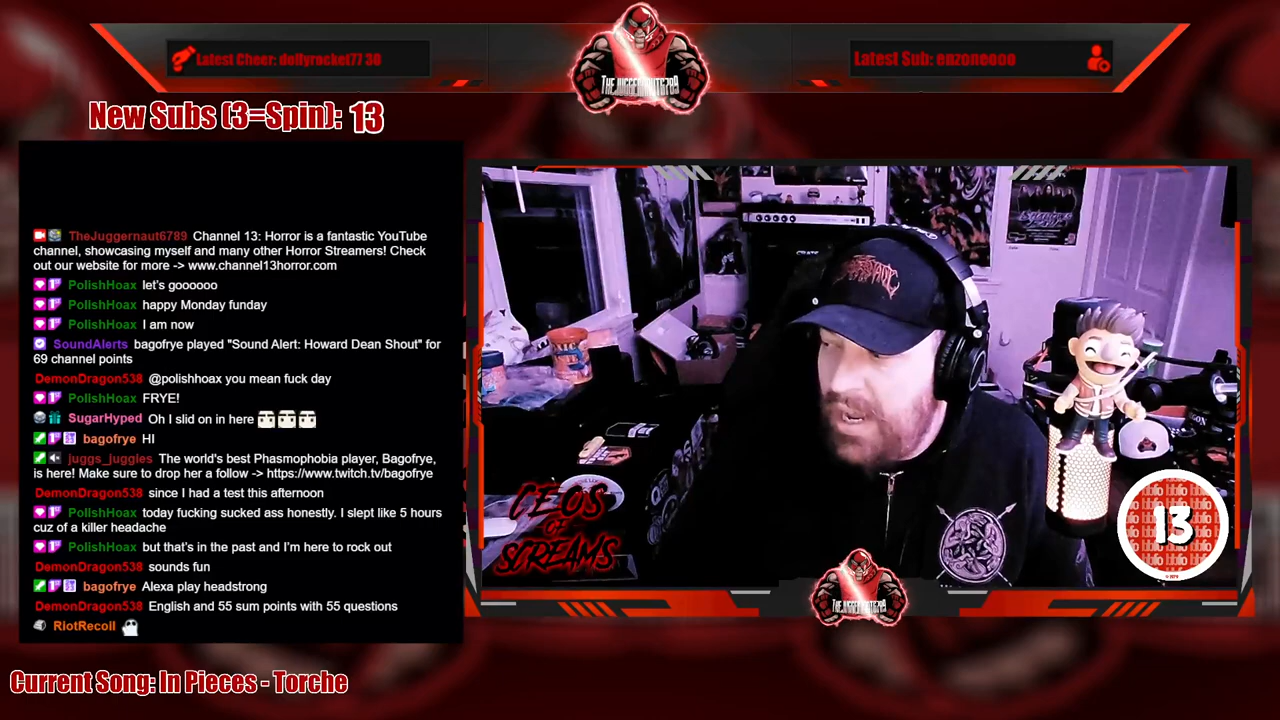 Latest Cheer: dollyrocket77 30
THEJUGGERNAUT6789
Latest Sub: enzoneooo
New Subs (3=Spin): 13
TheJuggernaut6789 Channel 13: Horror is a fantastic YouTube
channel, showcasing myself and many other Horror Streamers! Check
out our website for more -> www.channel13horror.com
PolishHoax let's goooooo
PolishHoax happy Monday funday
PolishHoax I am now
SoundAlerts bagofrye played "Sound Alert: Howard Dean Shout" for
69 channel points
DemonDragon538 @polishhoax you mean fuck day
PolishHoax FRYE!
SugarHyped Oh I slid on in here
bagofrye HI
juggs_juggies The world's best Phasmophobia player, Bagofrye,
is here! Make sure to drop her a follow -> https://www.twitch.tv/bagofrye
DemonDragon538 since I had a test this afternoon
PolishHoax today fucking sucked ass honestly. I slept like 5 hours
cuz of a killer headache
PolishHoax but that's in the past and I'm here to rock out
DemonDragon538 sounds fun
bagofrye Alexa play headstrong
DemonDragon538 English and 55 sum points with 55 questions
RiotRecoil
CEOS
OF
SCREAMS
13
THEJUGGERNAUT6789
Current Song: In Pieces - Torche